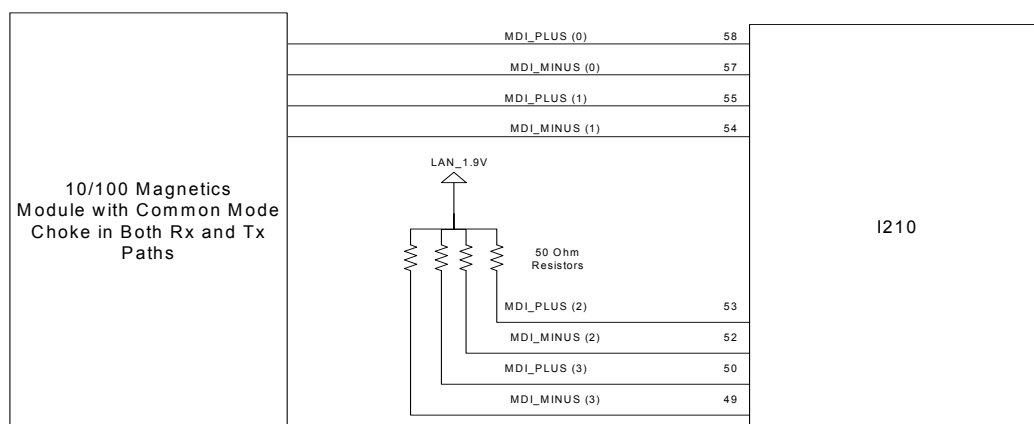 MDI_PLUS (0) 58
MDI_MINUS (0) 57
MDI_PLUS (1) 55
MDI_MINUS (1) 54
LAN_1.9V
10/100 Magnetics
Module with Common Mode
Choke in Both Rx and Tx
Paths
I210
50 Ohm
Resistors
MDI_PLUS (2) 53
MDI_MINUS (2) 52
MDI_PLUS (3) 50
MDI_MINUS (3) 49